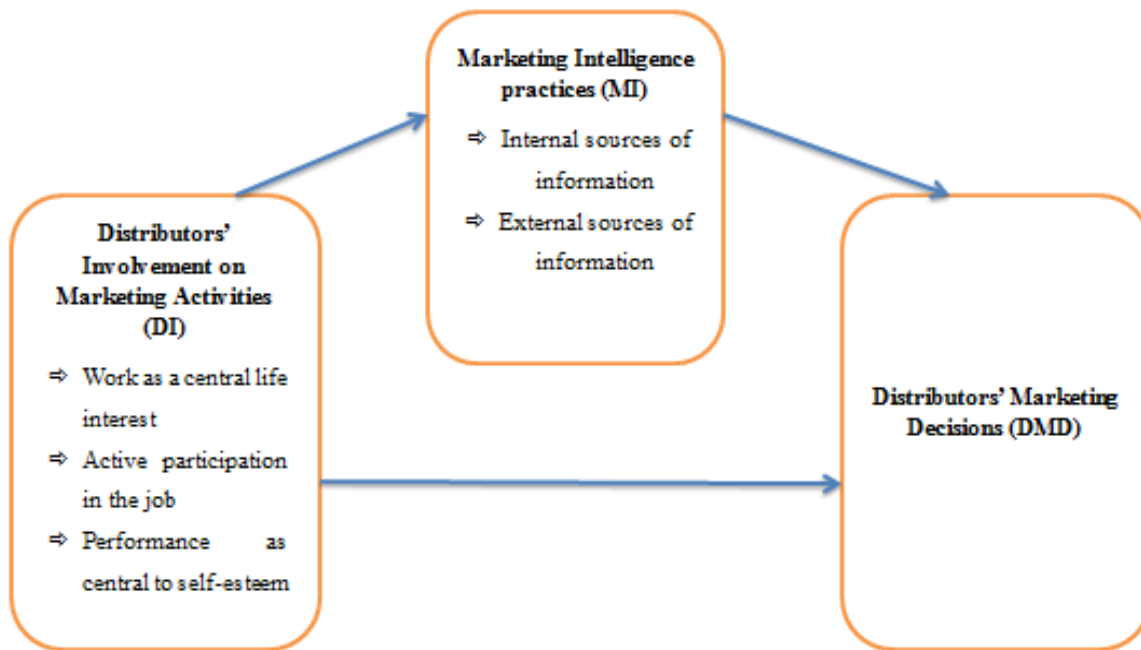 Marketing Intelligence
practices (MI)
⇨ Internal sources of
information
⇨ External sources of
information
Distributors’
Involvement on
Marketing Activities
(DI)
⇨ Work as a central life
interest
⇨ Active participation
in the job
⇨ Performance as
central to self-esteem
Distributors’ Marketing
Decisions (DMD)